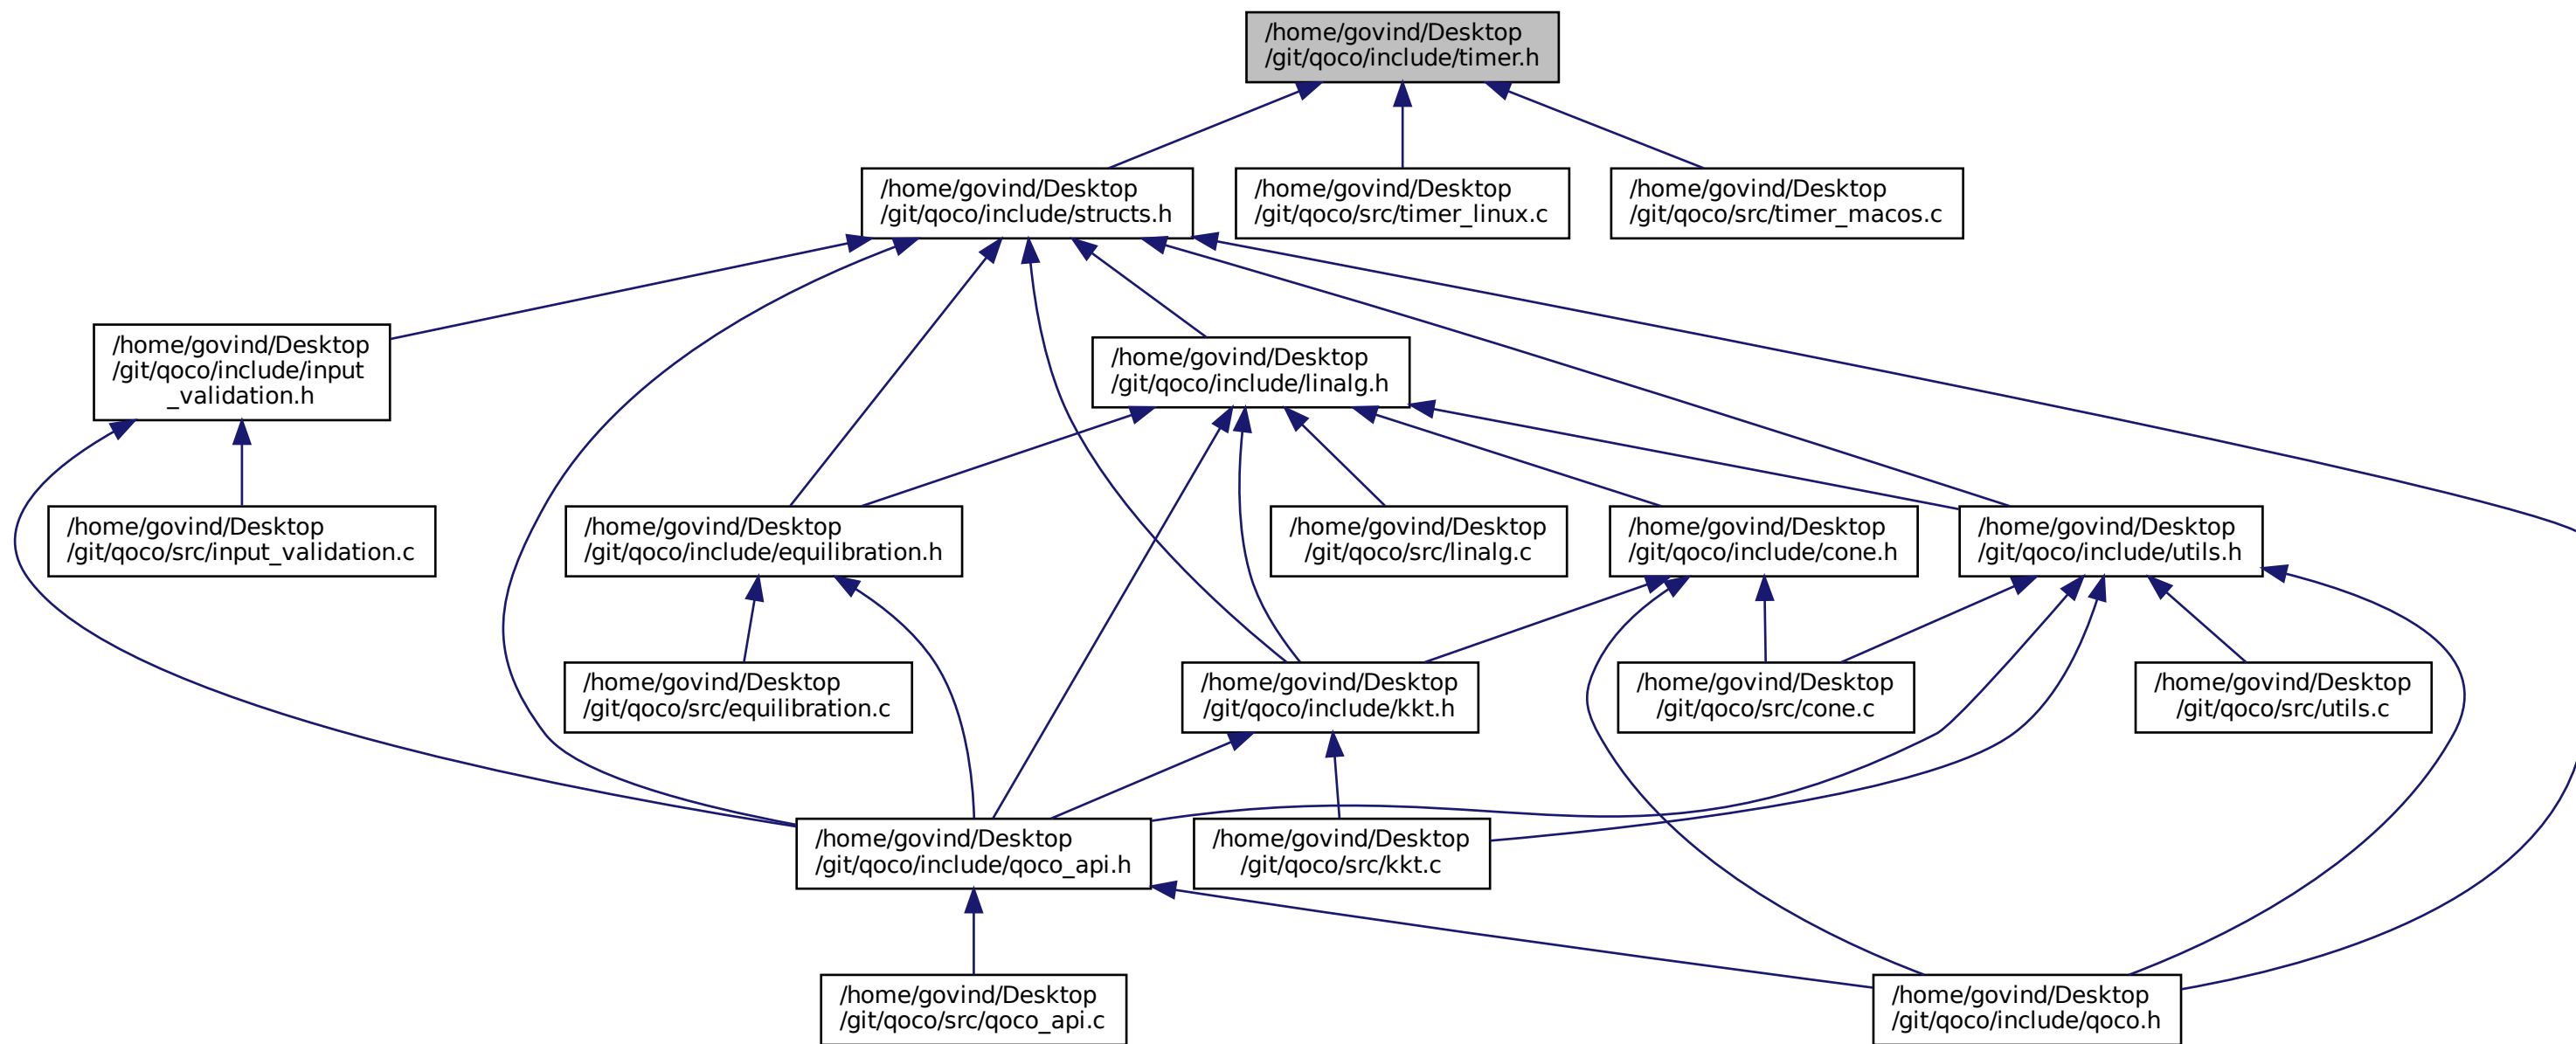 /home/govind/Desktop
/git/qoco/include/timer.h
/home/govind/Desktop
/git/qoco/include/structs.h
/home/govind/Desktop
/git/qoco/src/timer_linux.c
/home/govind/Desktop
/git/qoco/src/timer_macos.c
/home/govind/Desktop
/git/qoco/include/input
_validation.h
/home/govind/Desktop
/git/qoco/include/linalg.h
/home/govind/Desktop
/git/qoco/src/input_validation.c
/home/govind/Desktop
/git/qoco/include/equilibration.h
/home/govind/Desktop
/git/qoco/src/linalg.c
/home/govind/Desktop
/git/qoco/include/cone.h
/home/govind/Desktop
/git/qoco/include/utils.h
/home/govind/Desktop
/git/qoco/src/equilibration.c
/home/govind/Desktop
/git/qoco/include/kkt.h
/home/govind/Desktop
/git/qoco/src/cone.c
/home/govind/Desktop
/git/qoco/src/utils.c
/home/govind/Desktop
/git/qoco/include/qoco_api.h
/home/govind/Desktop
/git/qoco/src/kkt.c
/home/govind/Desktop
/git/qoco/src/qoco_api.c
/home/govind/Desktop
/git/qoco/include/qoco.h